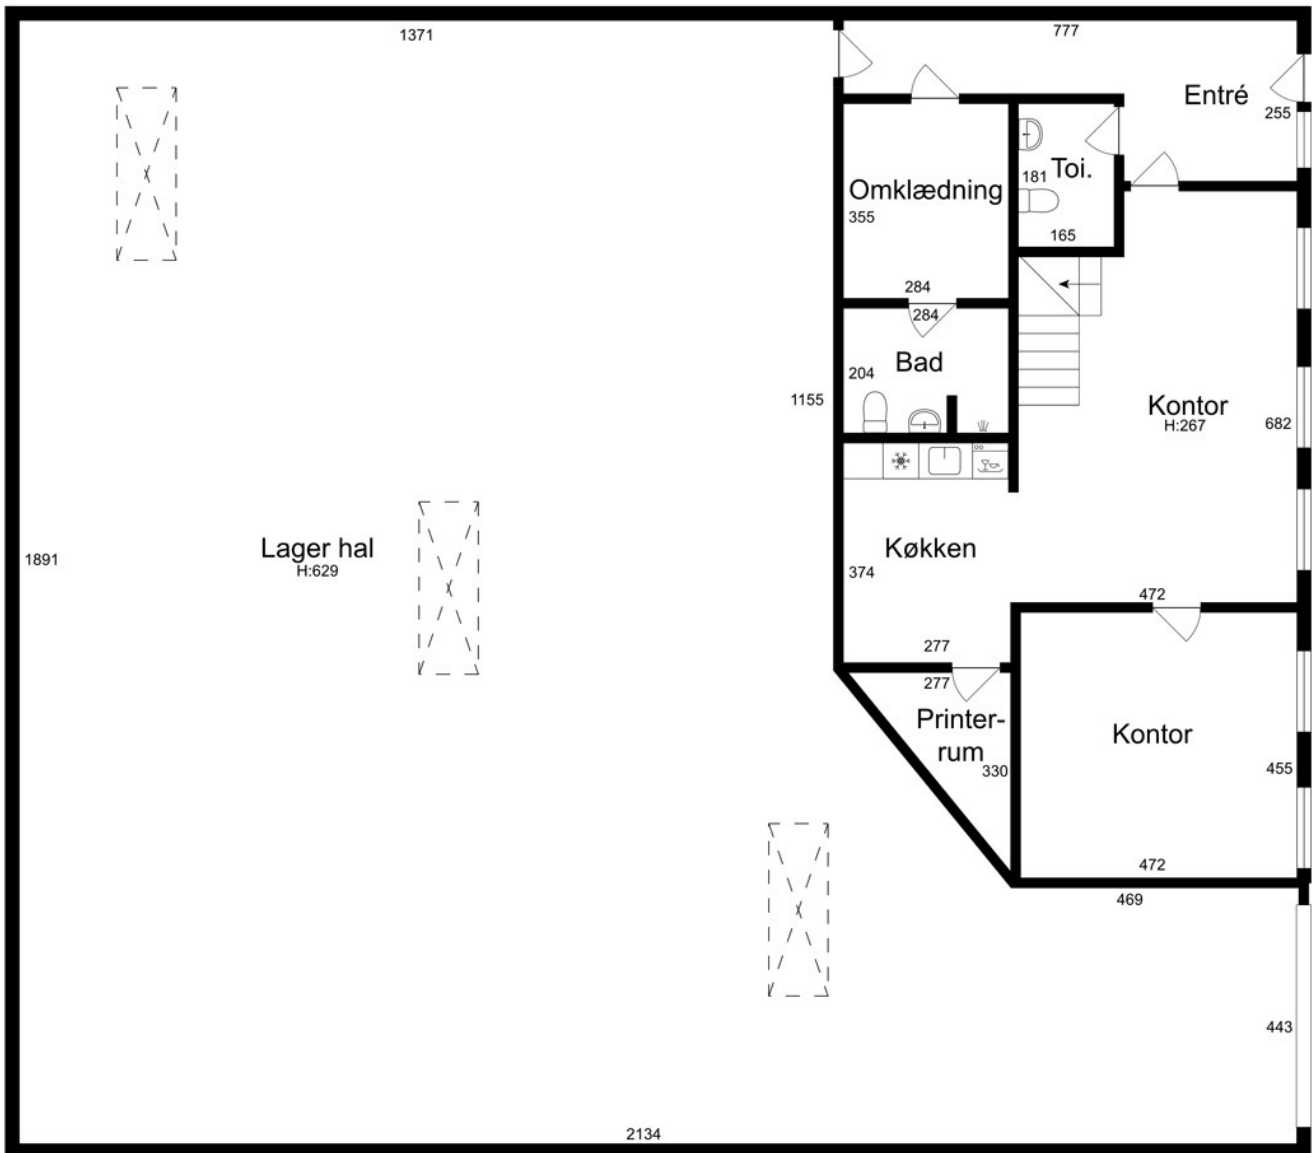 1371
777
Entré
255
Toi.
181
Omklædning
355
165
284
284
Bad
204
1155
Kontor
H:267
682
Lager hal
H:629
1891
Køkken
374
472
277
277
Printer-
rum
330
Kontor
455
472
469
443
2134